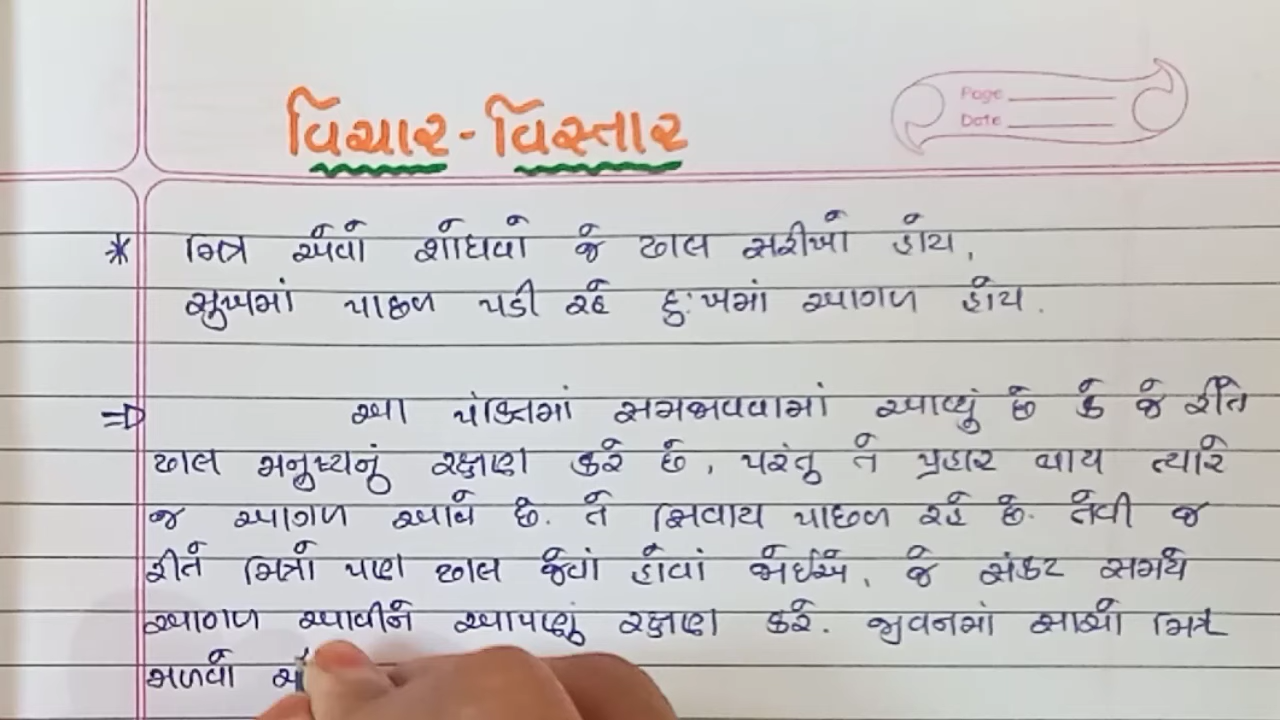 Page
Date
વિચાર - વિસ્તાર
* મિત્ર એવો શોધવો જે ઢાલ સરીખો હોય,
સુખમાં પાછળ પડી રહે દુ:ખમાં આગળ હોય.
⇒ આ પંક્તિમાં સમજાવવામાં આવ્યું છે કે જે રીતે
ઢાલ મનુષ્યનું રક્ષણ કરે છે, પરંતુ તે પ્રહાર થાય ત્યારે
જ આગળ આવે છે. તે સિવાય પાછળ રહે છે. તેવી જ
રીતે મિત્રો પણ ઢાલ જેવાં હોવાં જોઈએ, જે સંકટ સમયે
આગળ આવીને આપણું રક્ષણ કરે. જીવનમાં સાચો મિત્ર
મળવો